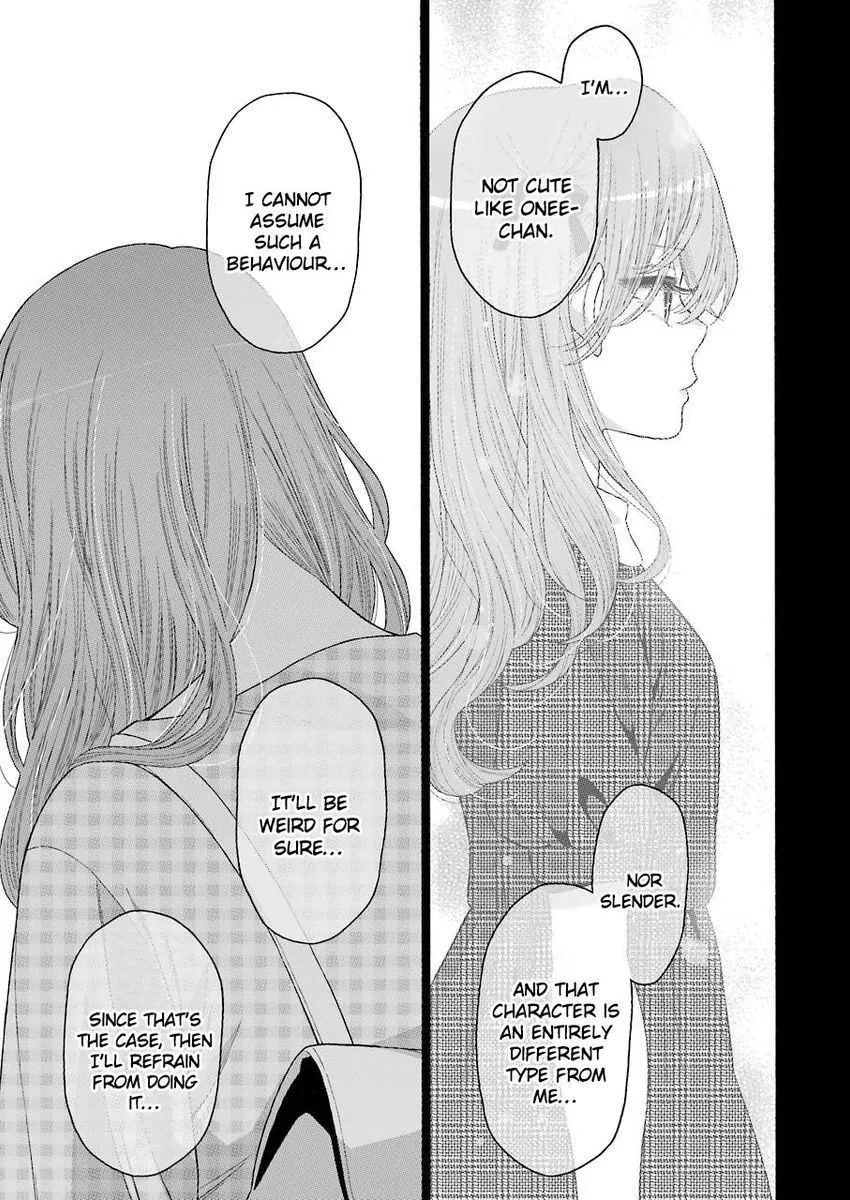 I'M...
NOT CUTE
LIKE ONEE-
CHAN.
NOR
SLENDER.
AND THAT
CHARACTER IS
AN ENTIRELY
DIFFERENT
TYPE FROM
ME...
I CANNOT
ASSUME
SUCH A
BEHAVIOUR...
IT'LL BE
WEIRD FOR
SURE...
SINCE THAT'S
THE CASE, THEN
I'LL REFRAIN
FROM DOING
IT...